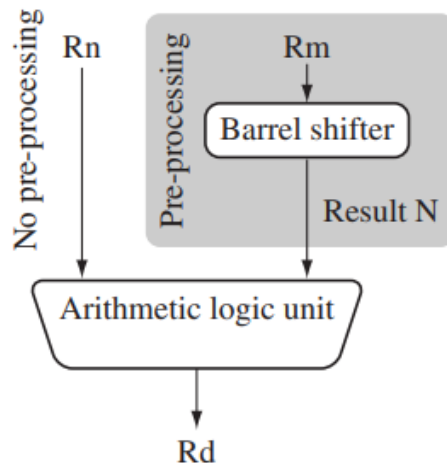 No pre-processing
Rn
Pre-processing
Rm
Barrel shifter
Result N
Arithmetic logic unit
Rd